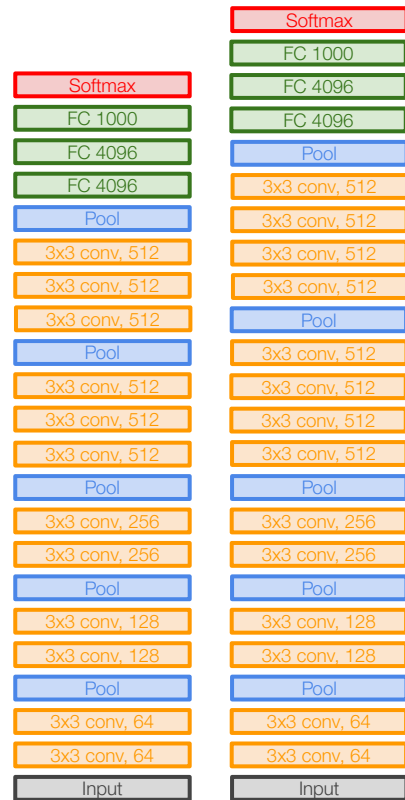 Softmax
FC 1000
FC 4096
FC 4096
Pool
3x3 conv, 512
3x3 conv, 512
3x3 conv, 512
Pool
3x3 conv, 512
3x3 conv, 512
3x3 conv, 512
Pool
3x3 conv, 256
3x3 conv, 256
Pool
3x3 conv, 128
3x3 conv, 128
Pool
3x3 conv, 64
3x3 conv, 64
Input
Softmax
FC 1000
FC 4096
FC 4096
Pool
3x3 conv, 512
3x3 conv, 512
3x3 conv, 512
3x3 conv, 512
Pool
3x3 conv, 512
3x3 conv, 512
3x3 conv, 512
3x3 conv, 512
Pool
3x3 conv, 256
3x3 conv, 256
Pool
3x3 conv, 128
3x3 conv, 128
Pool
3x3 conv, 64
3x3 conv, 64
Input